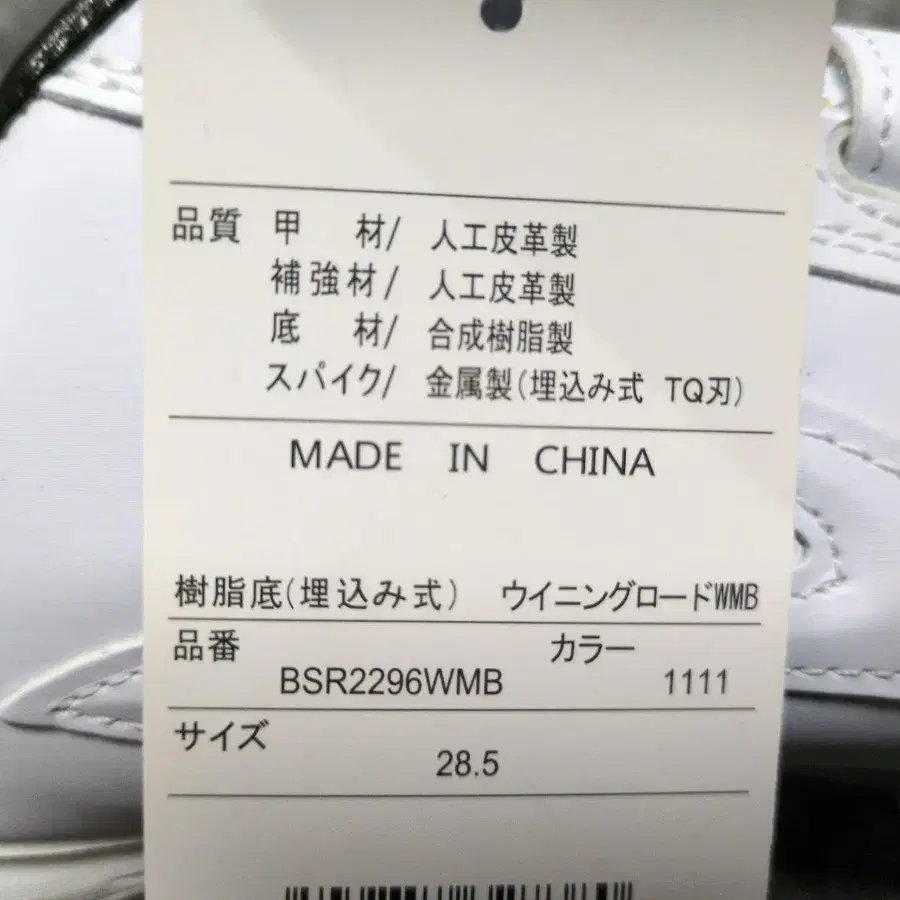 品質 甲 材/ 人工皮革製
補強材/ 人工皮革製
底 材/ 合成樹脂製
スパイク/ 金属製(埋込み式 TQ刃)
MADE IN CHINA
樹脂底(埋込み式) ウイニングロードWMB
品番 カラー
BSR2296WMB 1111
サイズ
28.5